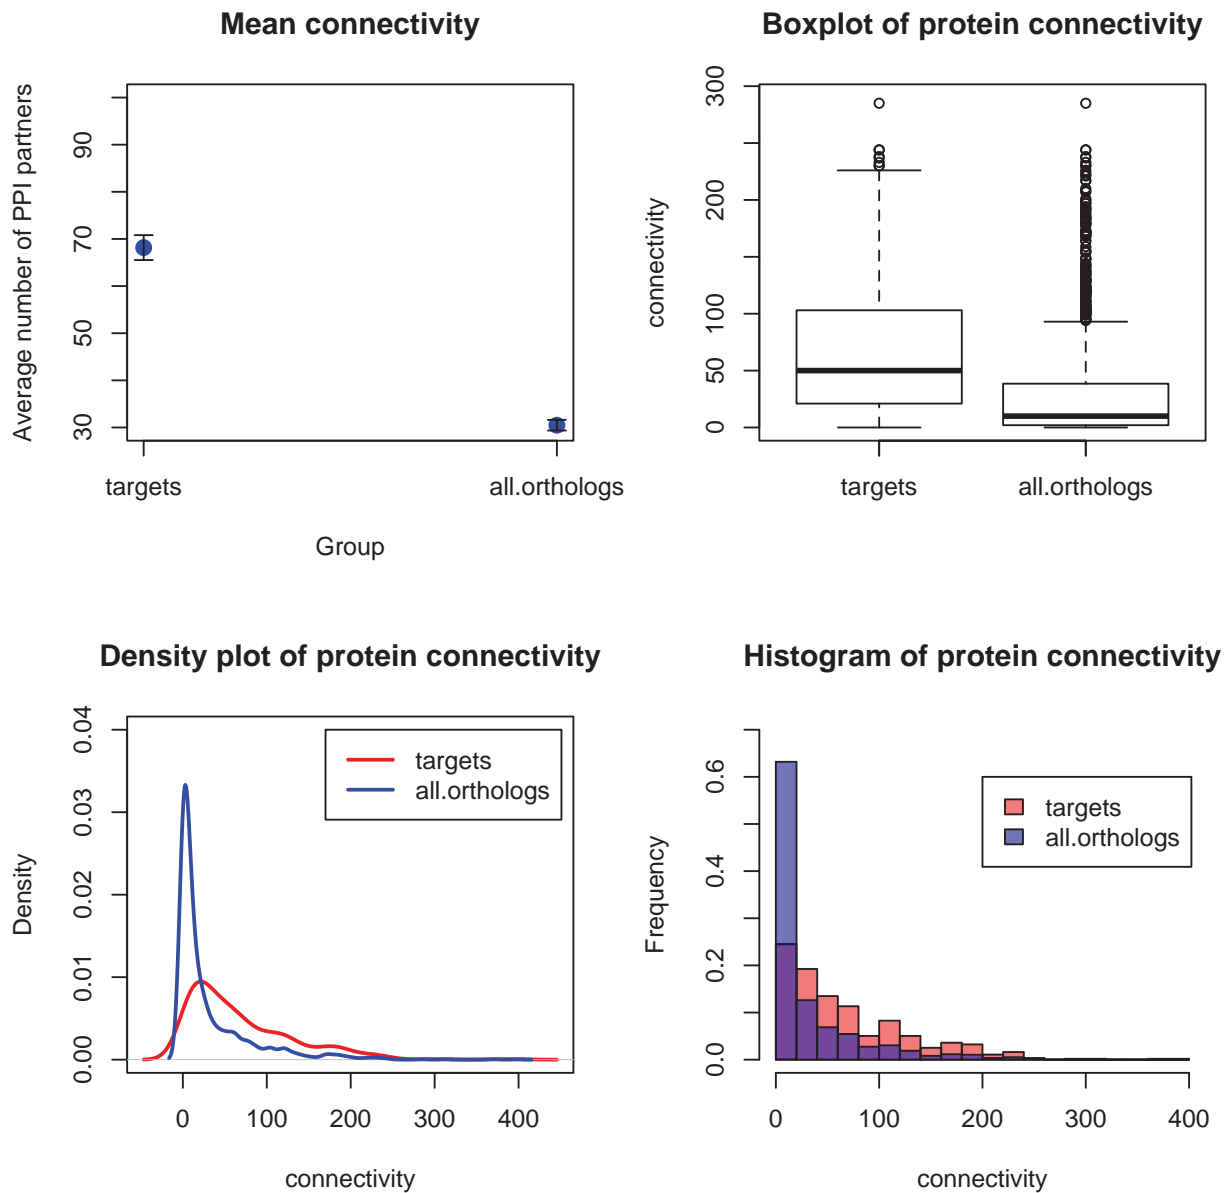 Mean connectivity
Average number of PPI partners
90
70
50
30
targets
all.orthologs
Group
Boxplot of protein connectivity
connectivity
300
200
100
50
0
targets
all.orthologs
Density plot of protein connectivity
Density
0.04
0.03
0.02
0.01
0.00
targets
all.orthologs
0
100
200
300
400
connectivity
Histogram of protein connectivity
Frequency
0.6
0.4
0.2
0.0
targets
all.orthologs
0
100
200
300
400
connectivity